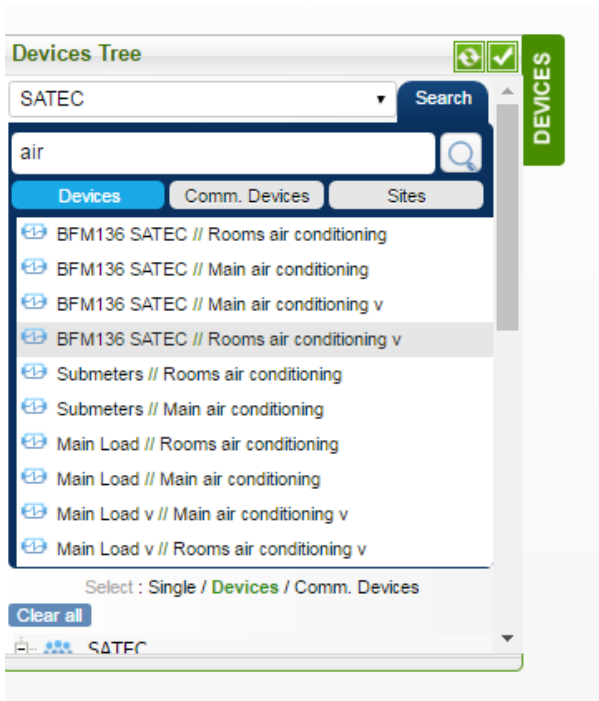 Devices Tree
DEVICES
SATEC
Search
air
Devices Comm. Devices Sites
BFM136 SATEC // Rooms air conditioning
BFM136 SATEC // Main air conditioning
BFM136 SATEC // Main air conditioning v
BFM136 SATEC // Rooms air conditioning v
Submeters // Rooms air conditioning
Submeters // Main air conditioning
Main Load // Rooms air conditioning
Main Load // Main air conditioning
Main Load v // Main air conditioning v
Main Load v // Rooms air conditioning v
Select : Single / Devices / Comm. Devices
Clear all
SATEC